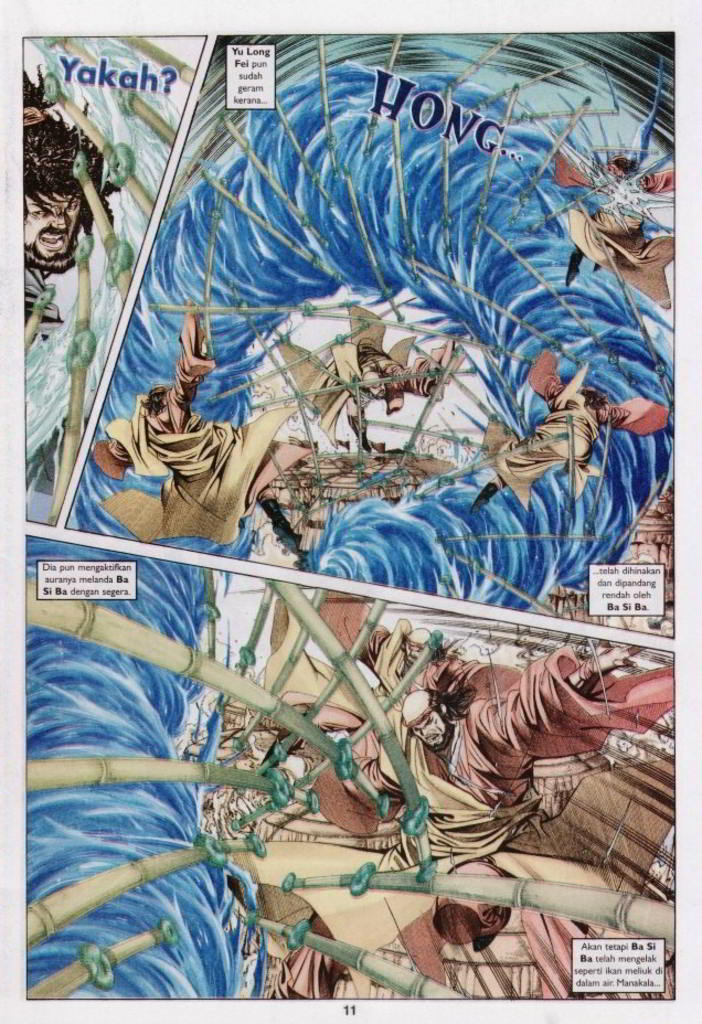 Yakah?
Yu Long
Fei pun
sudah
geram
kerana...
HONG...
...telah dihinakan
dan dipandang
rendah oleh
Ba Si Ba.
Dia pun mengaktifkan
auranya melanda Ba
Si Ba dengan segera.
Akan tetapi Ba Si
Ba telah mengelak
seperti ikan meliuk di
dalam air. Manakala...
11